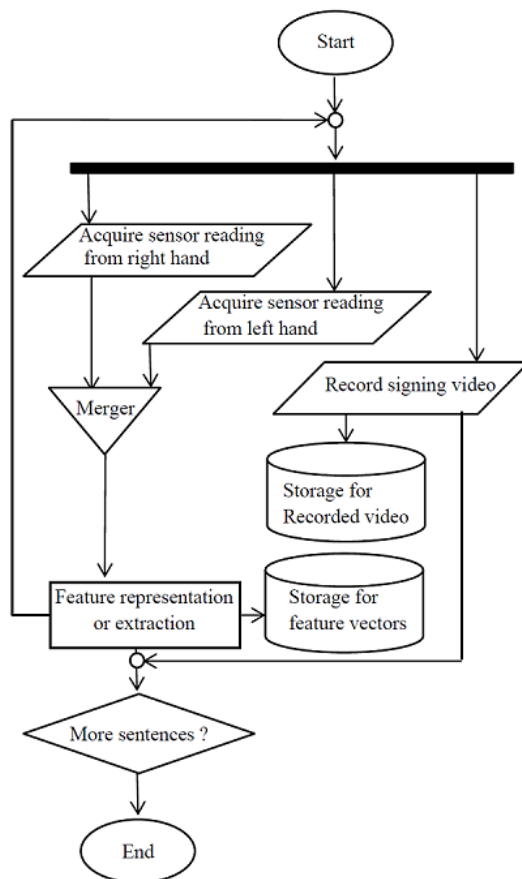 Start
Acquire sensor reading
from right hand
Acquire sensor reading
from left hand
Merger
Record signing video
Storage for
Recorded video
Feature representation
or extraction
Storage for
feature vectors
More sentences ?
End